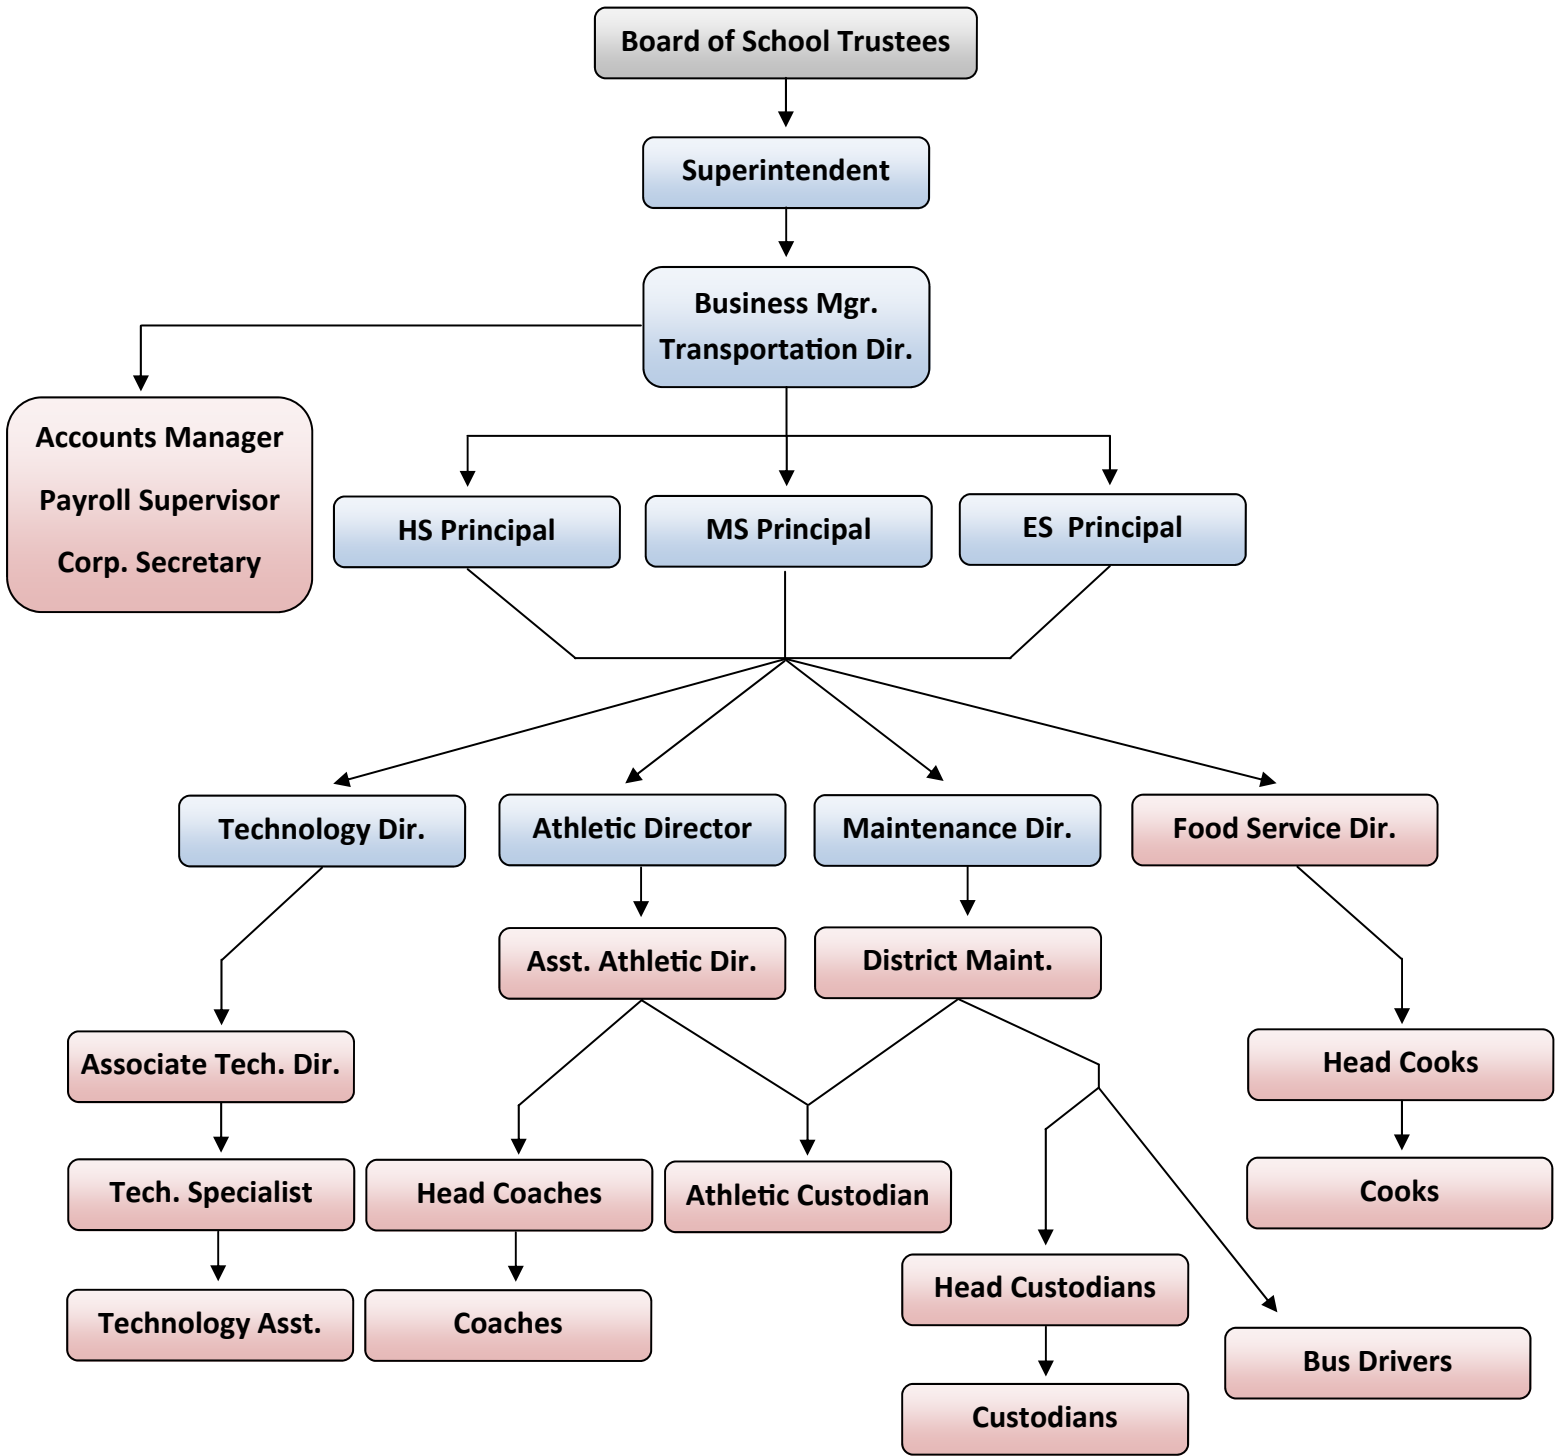 Board of School Trustees
Superintendent
Business Mgr.
Transportation Dir.
Accounts Manager
Payroll Supervisor
Corp. Secretary
HS Principal
MS Principal
ES  Principal
Technology Dir.
Athletic Director
Maintenance Dir.
Food Service Dir.
Asst. Athletic Dir.
District Maint.
Associate Tech. Dir.
Head Cooks
Tech. Specialist
Head Coaches
Athletic Custodian
Cooks
Head Custodians
Technology Asst.
Coaches
Bus Drivers
Custodians